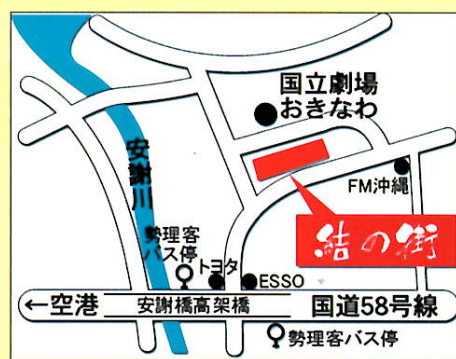 国立劇場
おきなわ
安謝川
FM沖縄
結の街
勢理客
バス停
トヨタ
ESSO
←空港
安謝橋高架橋
国道58号線
勢理客バス停